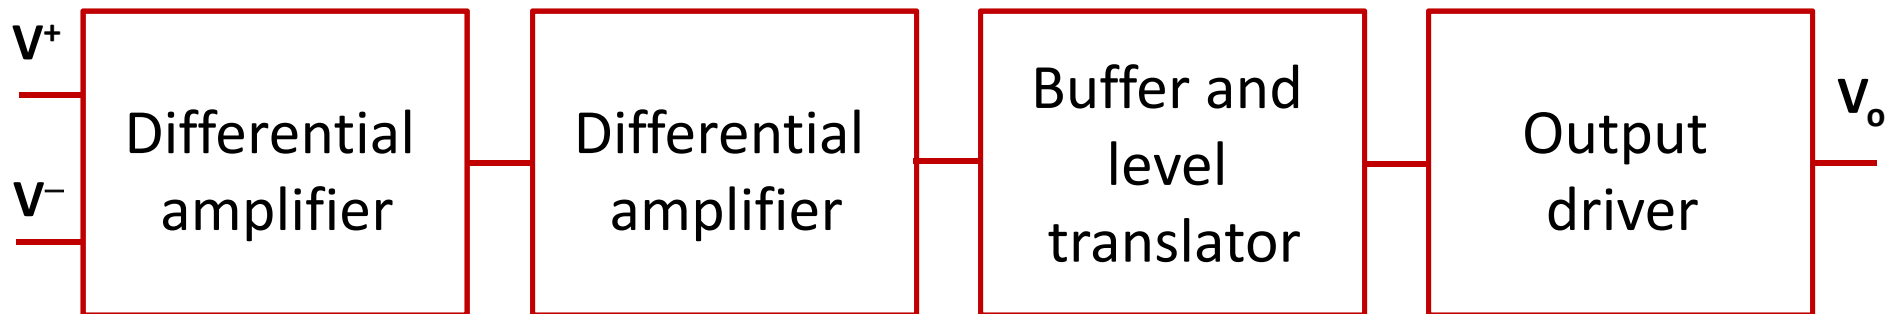 V⁺
V⁻
Differential
amplifier
Differential
amplifier
Buffer and
level
translator
Output
driver
Vₒ